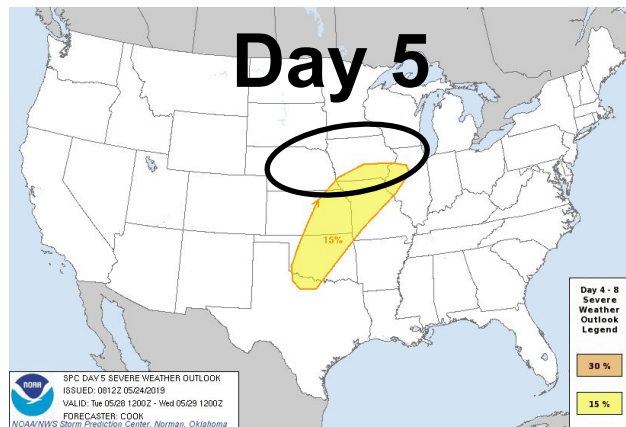 Day 5
15%
Day 4 - 8
Severe
Weather
Outlook
Legend
30 %
15 %
NOAA
SPC DAY 5 SEVERE WEATHER OUTLOOK
ISSUED: 0812Z 05/24/2019
VALID: Tue 05/28 1200Z - Wed 05/29 1200Z
FORECASTER: COOK
NOAA/NWS Storm Prediction Center, Norman, Oklahoma